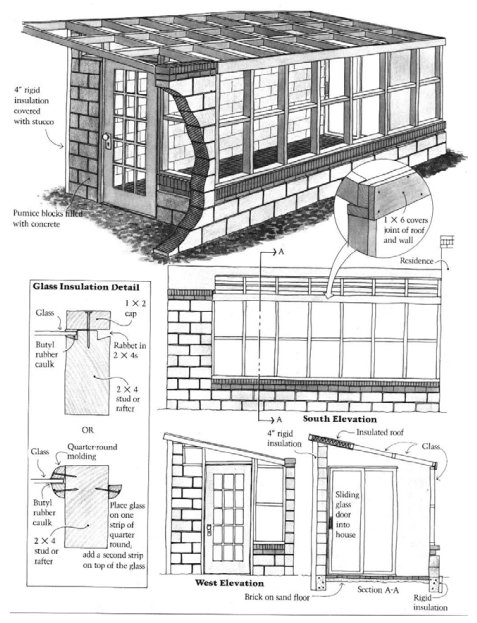 4" rigid
insulation
covered
with stucco
Pumice blocks filled
with concrete
1 × 6 covers
joint of roof
and wall
Residence
A
Glass Insulation Detail
1 × 2
cap
Glass
Butyl
rubber
caulk
Rabbet in
2 × 4s
2 × 4
stud or
rafter
OR
Quarter-round
molding
Glass
Butyl
rubber
caulk
2 × 4
stud or
rafter
Place glass
on one
strip of
quarter
round,
add a second strip
on top of the glass
A
South Elevation
4" rigid
insulation
Insulated roof
Glass
Sliding
glass
door
into
house
West Elevation
Brick on sand floor
Section A-A
Rigid
insulation